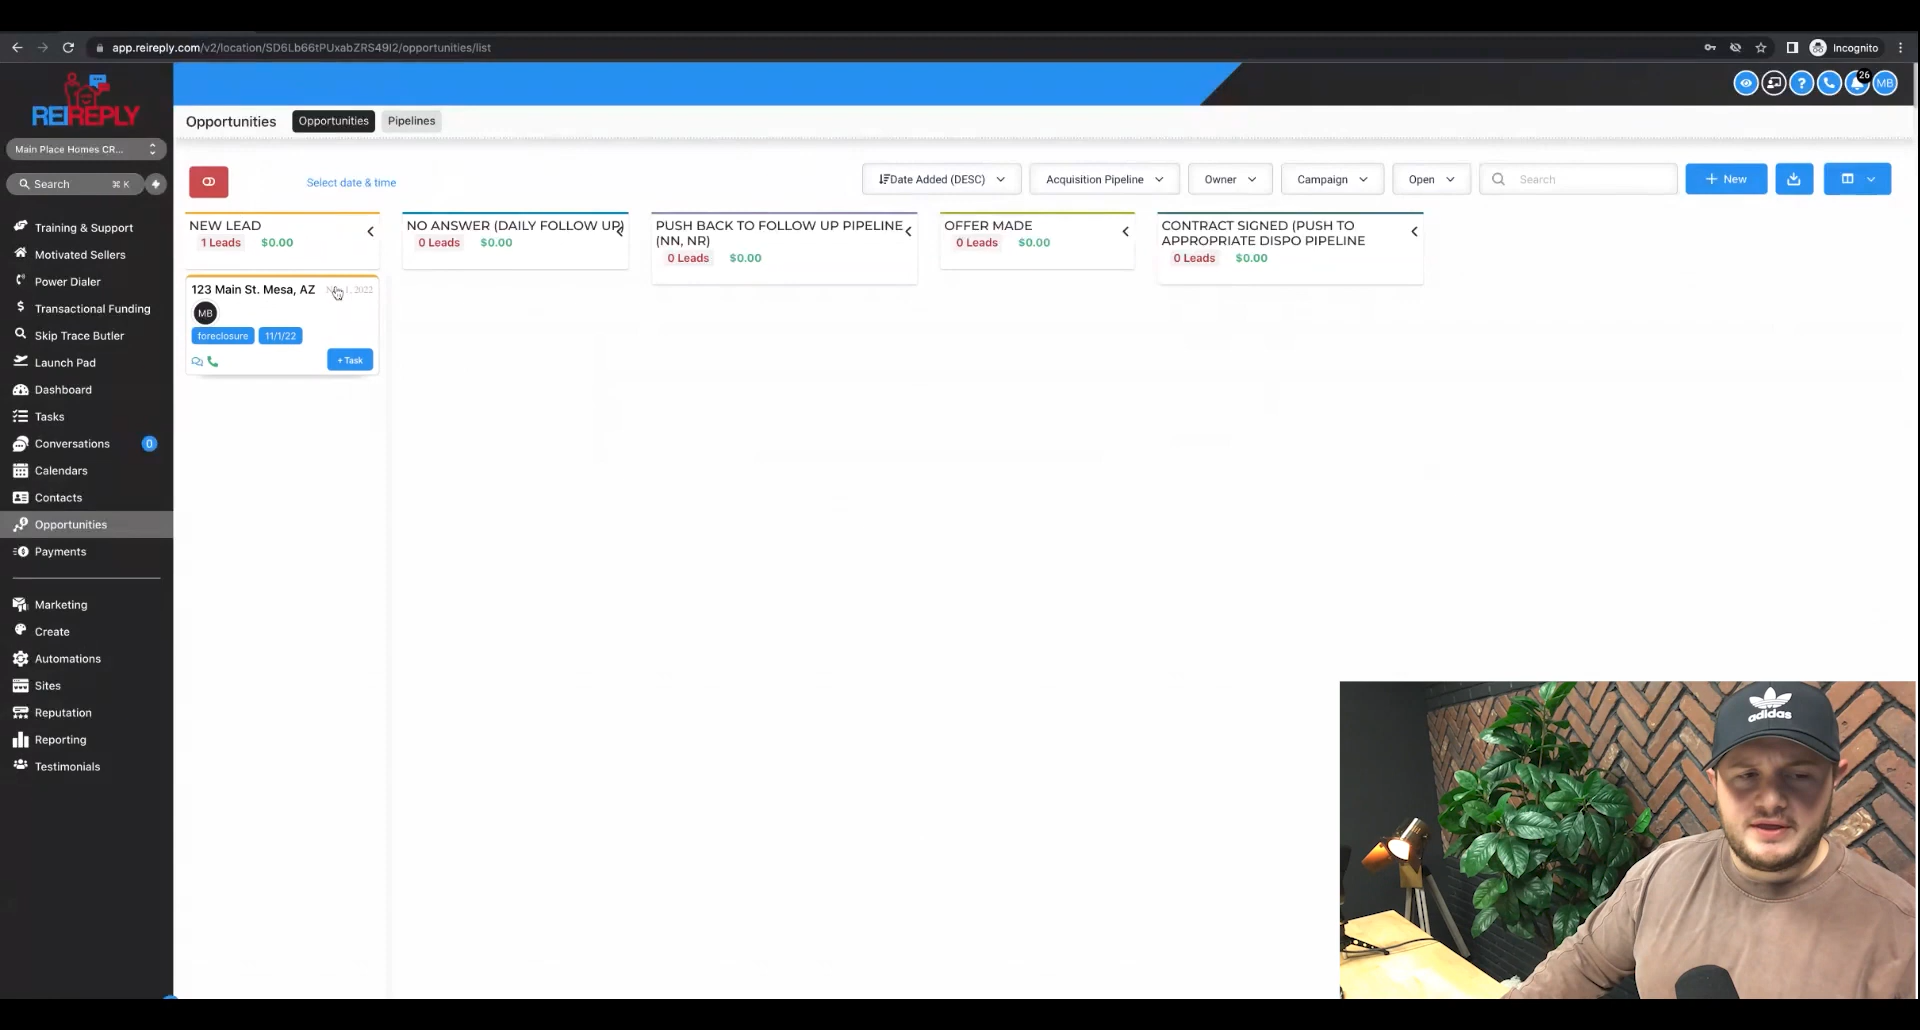 app.reireply.com/v2/location/SD6Lb66tPUxabZRS49I2/opportunities/list
Incognito
REIREPLY
26
MB
Opportunities
Opportunities
Pipelines
Main Place Homes CR...
Search
⌘ K
Select date & time
Date Added (DESC)
Acquisition Pipeline
Owner
Campaign
Open
Search
+ New
NEW LEAD
1 Leads $0.00
NO ANSWER (DAILY FOLLOW UP)
0 Leads $0.00
PUSH BACK TO FOLLOW UP PIPELINE
(NN, NR)
0 Leads $0.00
OFFER MADE
0 Leads $0.00
CONTRACT SIGNED (PUSH TO
APPROPRIATE DISPO PIPELINE
0 Leads $0.00
123 Main St. Mesa, AZ
2022
MB
foreclosure
11/1/22
+ Task
Training & Support
Motivated Sellers
Power Dialer
Transactional Funding
Skip Trace Butler
Launch Pad
Dashboard
Tasks
Conversations
0
Calendars
Contacts
Opportunities
Payments
Marketing
Create
Automations
Sites
Reputation
Reporting
Testimonials
adidas